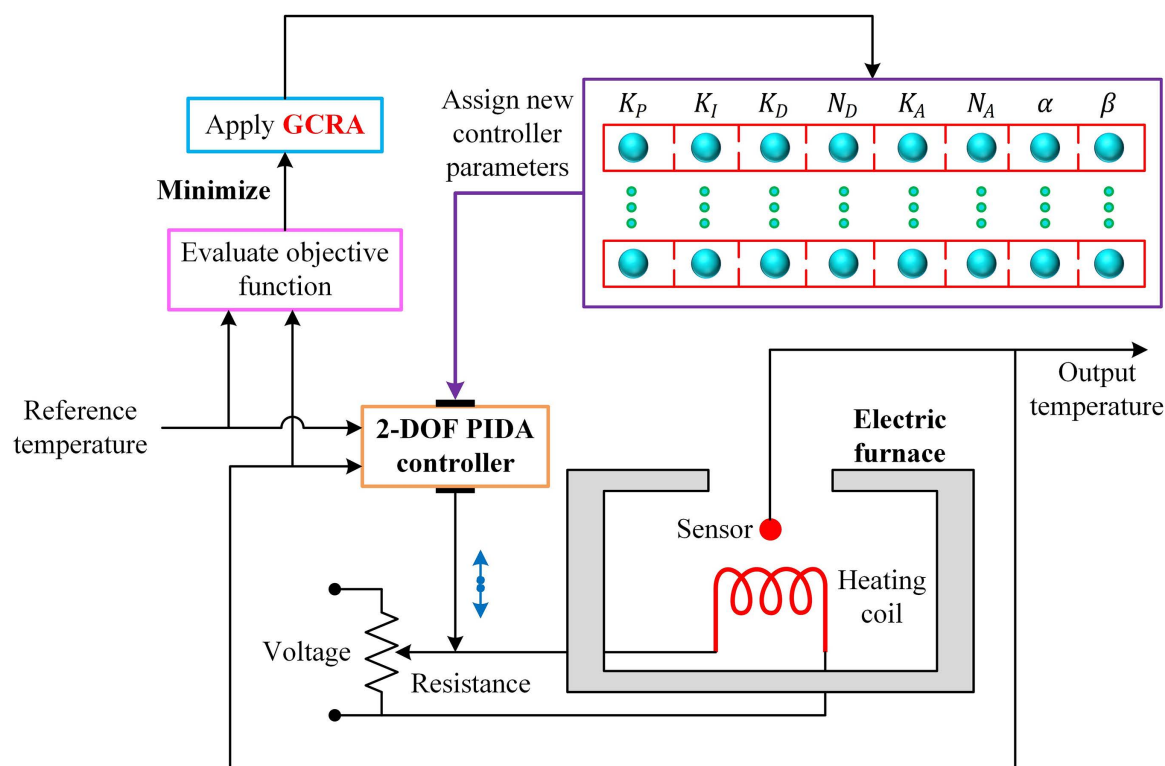 Apply GCRA
Minimize
Evaluate objective
function
Assign new
controller
parameters
K_P K_I K_D N_D K_A N_A α β
Reference
temperature
2-DOF PIDA
controller
Output
temperature
Electric
furnace
Sensor
Heating
coil
Voltage
Resistance